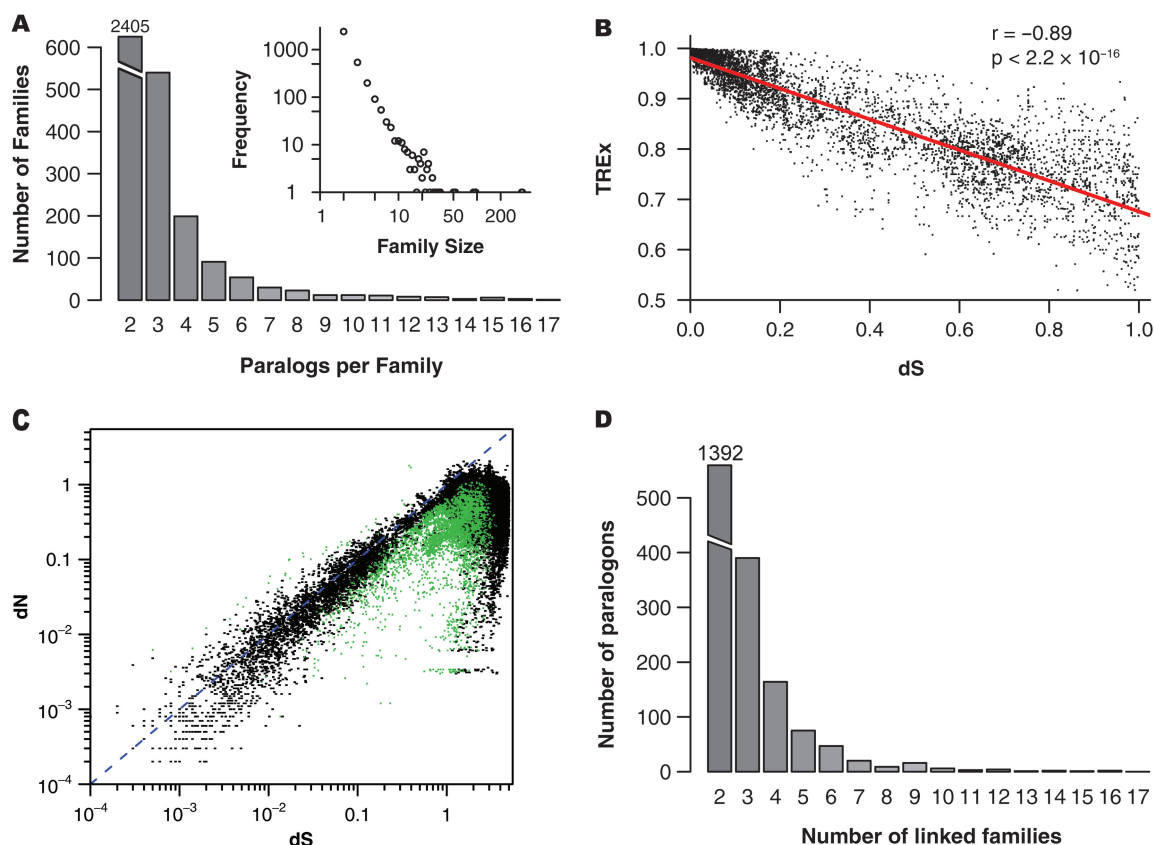 A
2405
Number of Families
600
500
400
300
200
100
0
2 3 4 5 6 7 8 9 10 11 12 13 14 15 16 17
Paralogs per Family
Frequency
1000
100
10
1
1 10 50 200
Family Size
B
r = −0.89
p < 2.2 × 10⁻¹⁶
TREx
1.0
0.9
0.8
0.7
0.6
0.5
0.0 0.2 0.4 0.6 0.8 1.0
dS
C
dN
1
0.1
10⁻²
10⁻³
10⁻⁴
10⁻⁴ 10⁻³ 10⁻² 0.1 1
dS
D
1392
Number of paralogons
500
400
300
200
100
0
2 3 4 5 6 7 8 9 10 11 12 13 14 15 16 17
Number of linked families